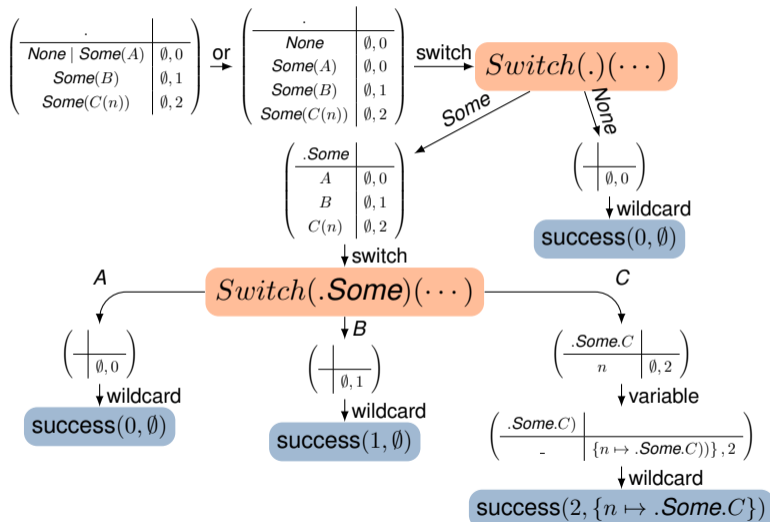 .
None | Some(A) ∅, 0
Some(B) ∅, 1
Some(C(n)) ∅, 2
or
.
None ∅, 0
Some(A) ∅, 0
Some(B) ∅, 1
Some(C(n)) ∅, 2
switch
Switch(.)(···)
Some
None
.Some
A ∅, 0
B ∅, 1
C(n) ∅, 2
∅, 0
wildcard
success(0, ∅)
switch
Switch(.Some)(···)
A
B
C
∅, 0
wildcard
success(0, ∅)
∅, 1
wildcard
success(1, ∅)
.Some.C
n ∅, 2
variable
.Some.C)
- {n ↦ .Some.C))}, 2
wildcard
success(2, {n ↦ .Some.C})